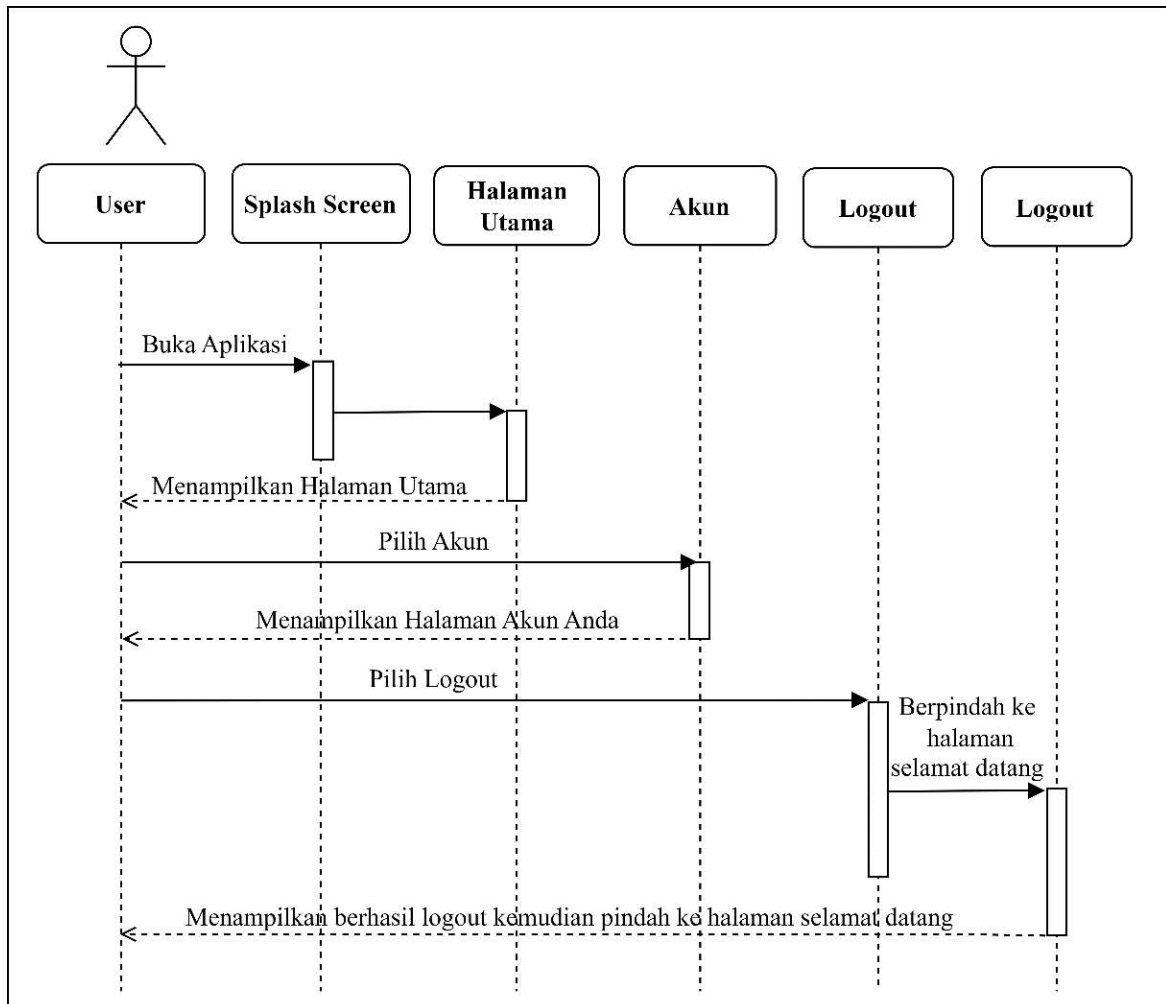 User
Splash Screen
Halaman
Utama
Akun
Logout
Logout
Buka Aplikasi
Menampilkan Halaman Utama
Pilih Akun
Menampilkan Halaman Akun Anda
Pilih Logout
Berpindah ke
halaman
selamat datang
Menampilkan berhasil logout kemudian pindah ke halaman selamat datang